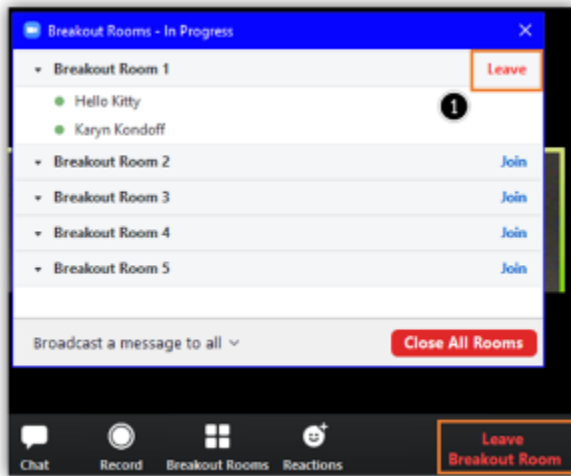 Breakout Rooms - In Progress
Breakout Room 1
Leave
1
Hello Kitty
Karyn Kondoff
Breakout Room 2
Join
Breakout Room 3
Join
Breakout Room 4
Join
Breakout Room 5
Join
Broadcast a message to all
Close All Rooms
Chat
Record
Breakout Rooms
Reactions
Leave
Breakout Room